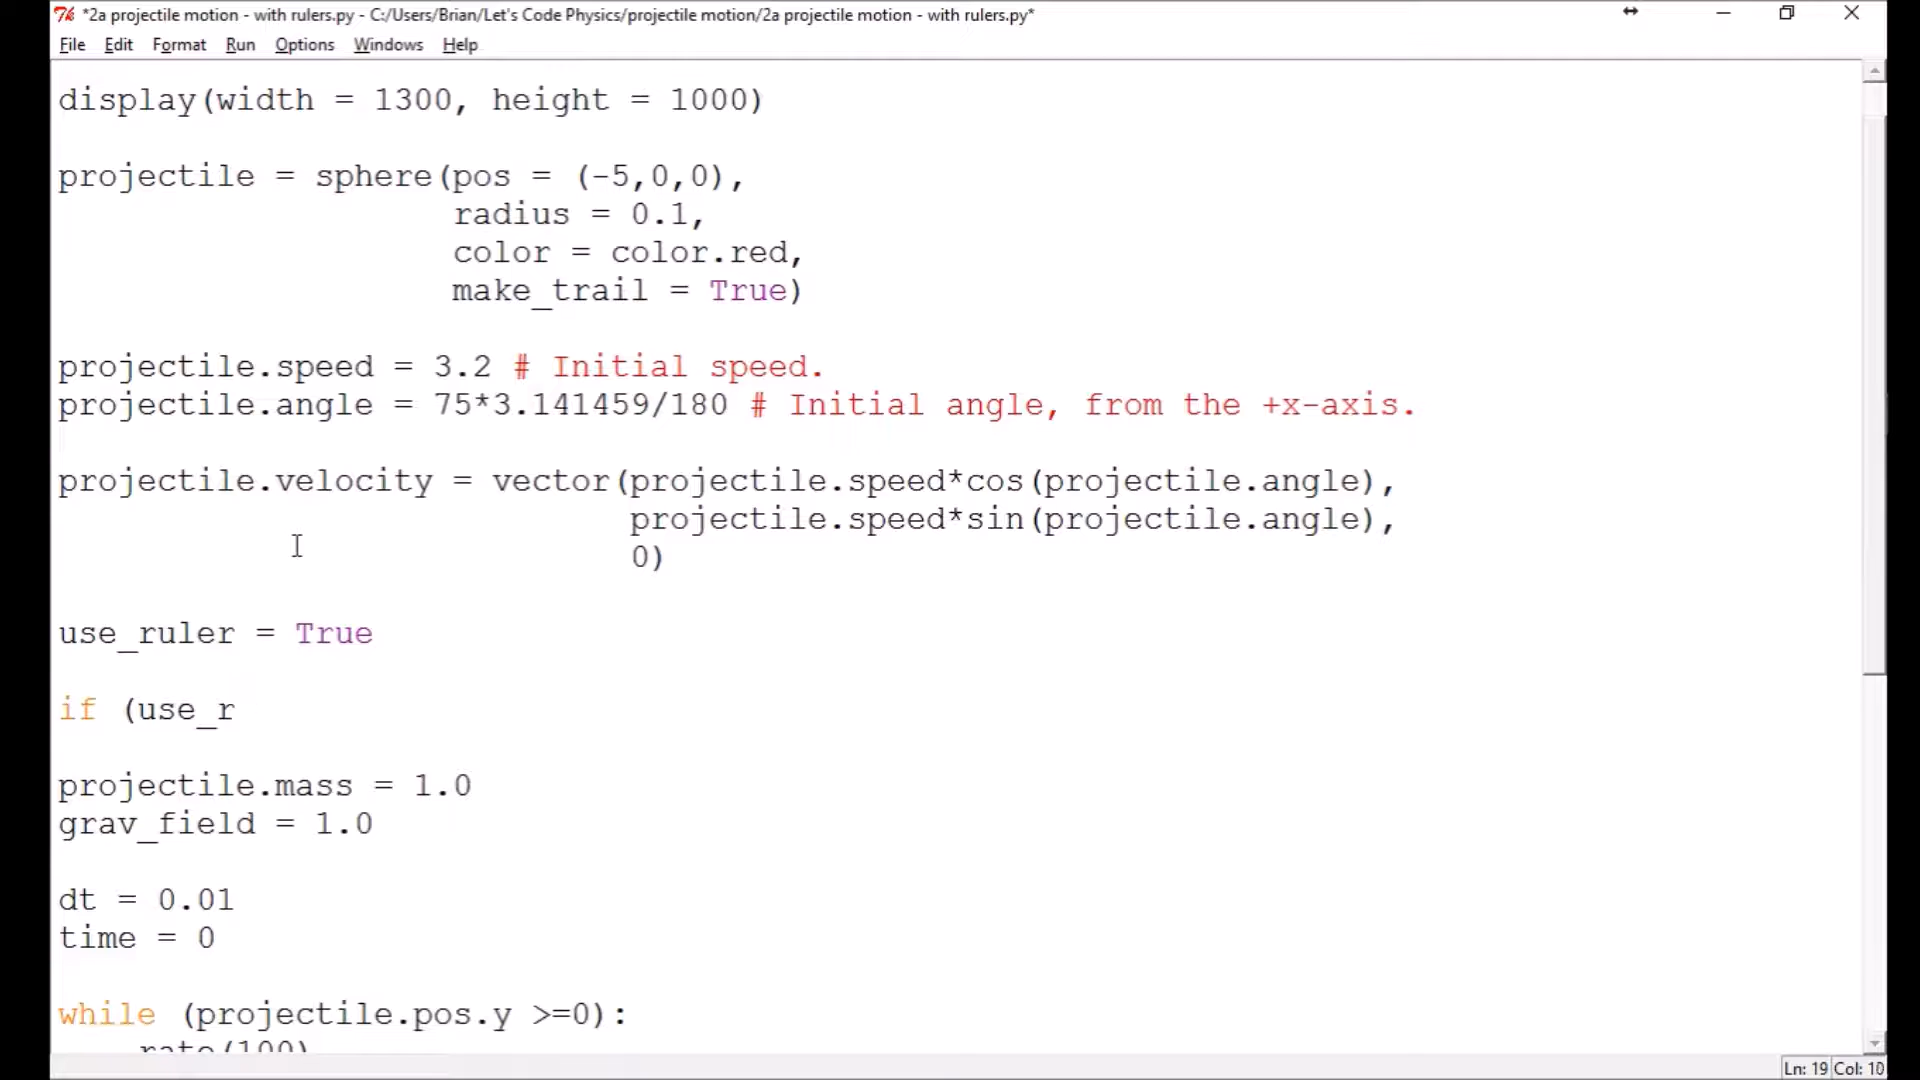 *2a projectile motion - with rulers.py - C:/Users/Brian/Let's Code Physics/projectile motion/2a projectile motion - with rulers.py*
File Edit Format Run Options Windows Help
display(width = 1300, height = 1000)
projectile = sphere(pos = (-5,0,0),
radius = 0.1,
color = color.red,
make_trail = True)
projectile.speed = 3.2 # Initial speed.
projectile.angle = 75*3.141459/180 # Initial angle, from the +x-axis.
projectile.velocity = vector(projectile.speed*cos(projectile.angle),
projectile.speed*sin(projectile.angle),
0)
use_ruler = True
if (use_r
projectile.mass = 1.0
grav_field = 1.0
dt = 0.01
time = 0
while (projectile.pos.y >=0):
rate(100)
Ln: 19 Col: 10